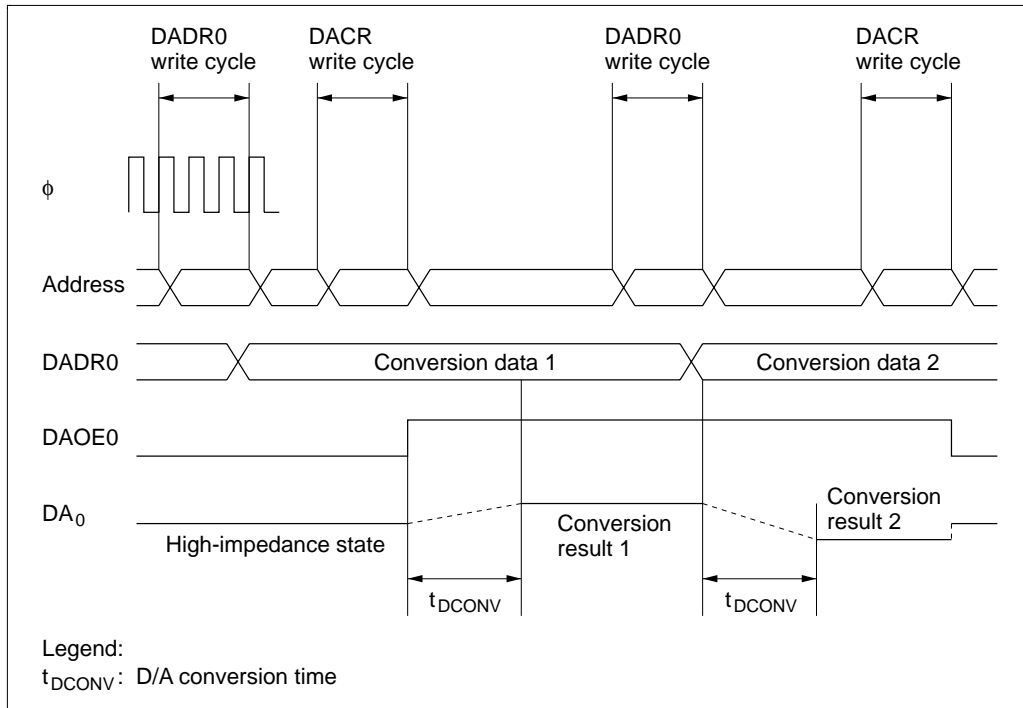 DADR0
write cycle
DACR
write cycle
DADR0
write cycle
DACR
write cycle
ϕ
Address
DADR0
Conversion data 1
Conversion data 2
DAOE0
DA0
High-impedance state
Conversion
result 1
Conversion
result 2
tDCONV
tDCONV
Legend:
tDCONV: D/A conversion time